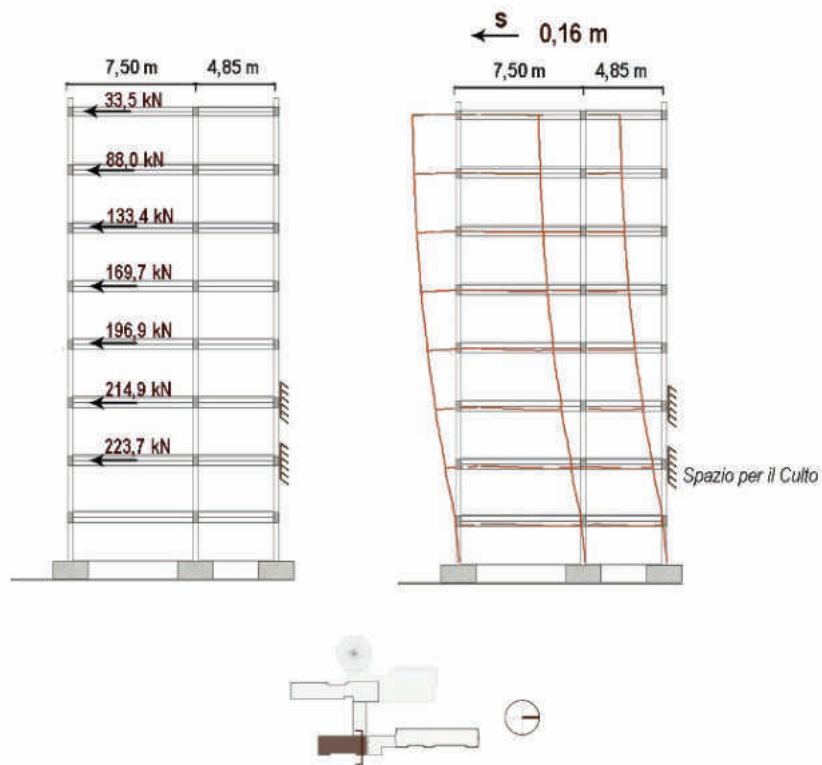 s
0,16 m
7,50 m 4,85 m
7,50 m 4,85 m
33,5 kN
88,0 kN
133,4 kN
169,7 kN
196,9 kN
214,9 kN
223,7 kN
Spazio per il Culto